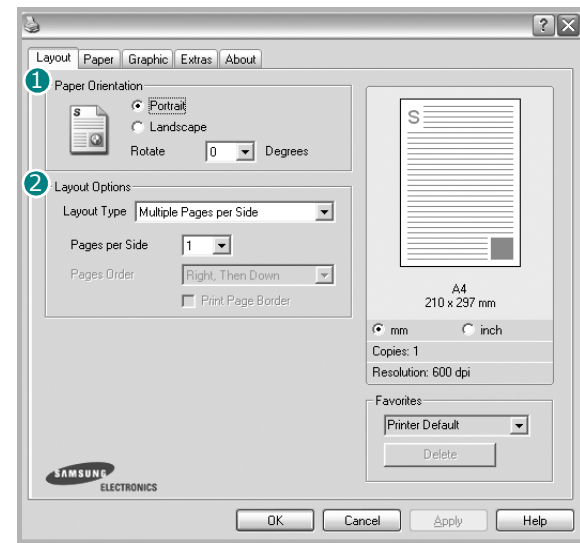 ? X
Layout Paper Graphic Extras About
1 Paper Orientation
S
Portrait
Landscape
Rotate 0 Degrees
2 Layout Options
Layout Type Multiple Pages per Side
Pages per Side 1
Pages Order Right, Then Down
Print Page Border
S
A4
210 x 297 mm
mm inch
Copies: 1
Resolution: 600 dpi
Favorites
Printer Default
Delete
SAMSUNG
ELECTRONICS
OK Cancel Apply Help